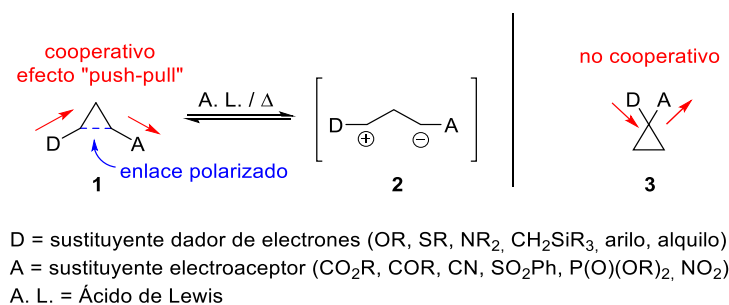 cooperativo
efecto "push-pull"
D
A
enlace polarizado
1
A. L. / Δ
D
+
−
A
2
no cooperativo
D
A
3
D = sustituyente dador de electrones (OR, SR, NR2, CH2SiR3, arilo, alquilo)
A = sustituyente electroaceptor (CO2R, COR, CN, SO2Ph, P(O)(OR)2, NO2)
A. L. = Ácido de Lewis